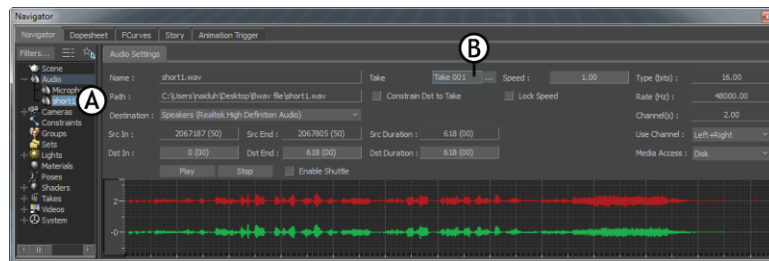 Navigator
Navigator Dopesheet FCurves Story Animation Trigger
Filters... Audio Settings
Scene
Audio
Microph
short1
Cameras
Constraints
Groups
Sets
Lights
Materials
Poses
Shaders
Takes
Videos
System
A
B
Name : short1.wav Take Take 001 ... Speed : 1.00 Type (bits) : 16.00
Path : C:\Users\naiduh\Desktop\8wav file\short1.wav Constrain Dst to Take Lock Speed Rate (Hz) : 48000.00
Destination : Speakers (Realtek High Definition Audio) Channel(s) : 2.00
Src In : 2067187 (50) Src End : 2067805 (50) Src Duration : 618 (00) Use Channel : Left+Right
Dst In : 0 (00) Dst End : 618 (00) Dst Duration : 618 (00) Media Access : Disk
Play Stop Enable Shuttle
2
-0